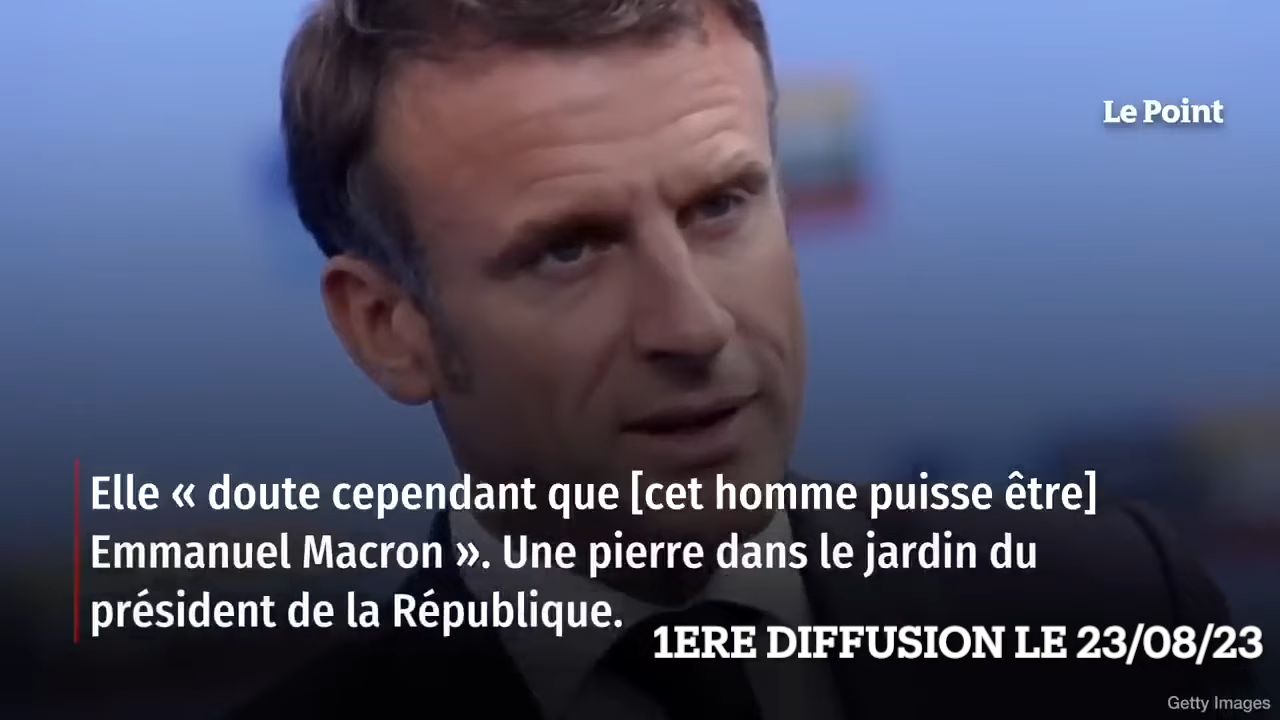 Le Point
Elle « doute cependant que [cet homme puisse être]
Emmanuel Macron ». Une pierre dans le jardin du
président de la République.
1ERE DIFFUSION LE 23/08/23
Getty Images